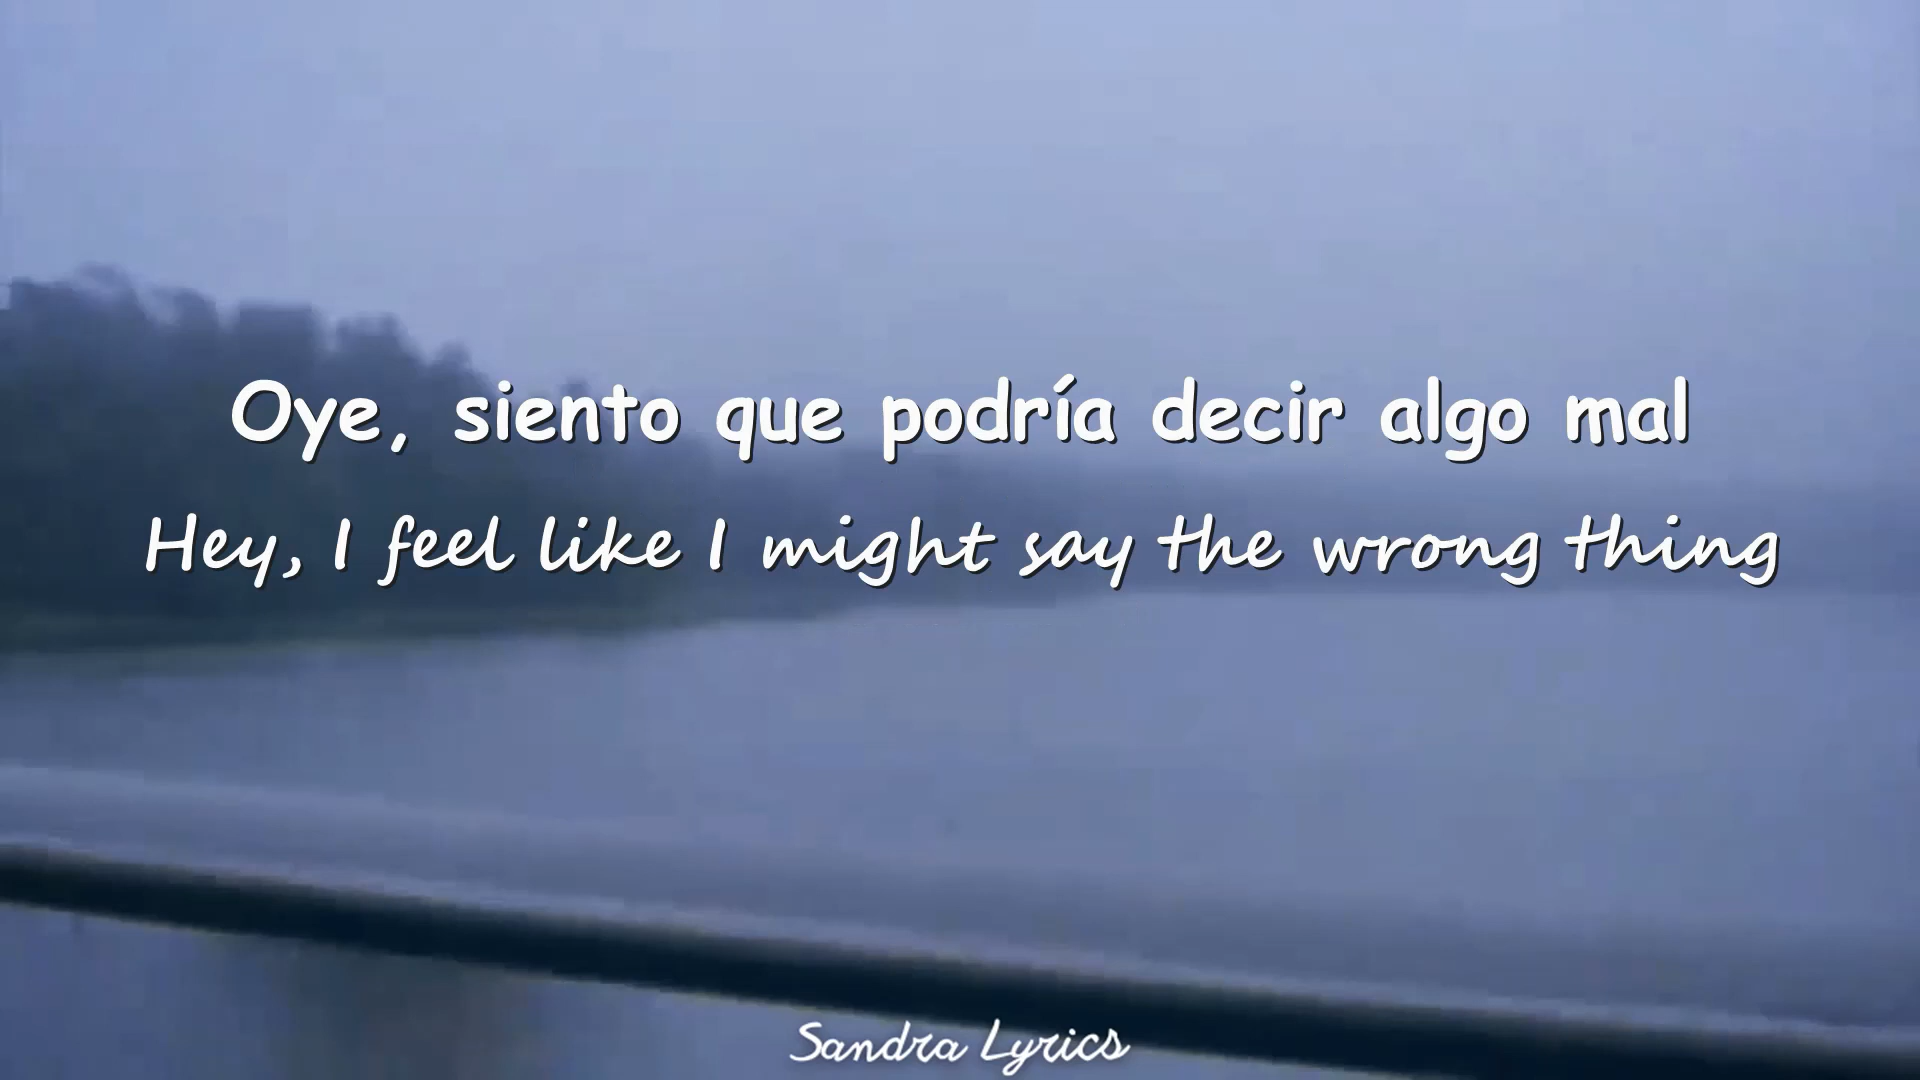 Oye, siento que podría decir algo mal
Hey, I feel like I might say the wrong thing
Sandra Lyrics